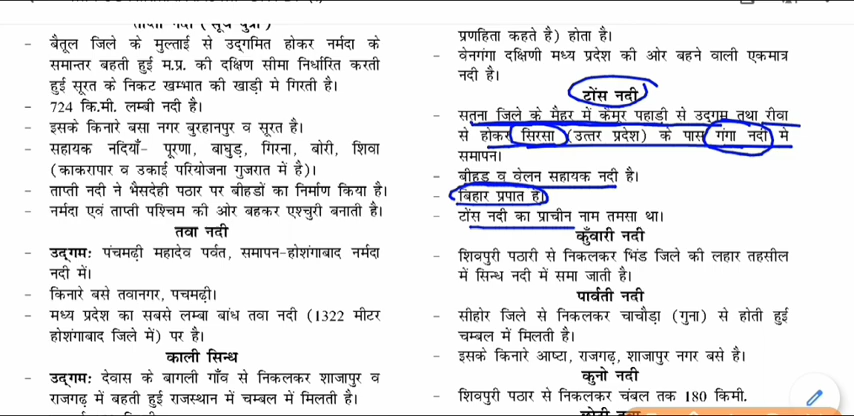 ताप्ती नदी (सूर्य पुत्री)
– बैतूल जिले के मुल्ताई से उद्गमित होकर नर्मदा के
समान्तर बहती हुई म.प्र. की दक्षिण सीमा निर्धारित करती
हुई सूरत के निकट खम्भात की खाड़ी मे गिरती है।
– 724 कि.मी. लम्बी नदी है।
– इसके किनारे बसा नगर बुरहानपुर व सूरत है।
– सहायक नदियाँ- पूरणा, बाघुड़, गिरना, बोरी, शिवा
(काकरापार व उकाई परियोजना गुजरात में है)।
– ताप्ती नदी ने भैसदेही पठार पर बीहडों का निर्माण किया है।
– नर्मदा एवं ताप्ती पश्चिम की ओर बहकर एश्चुरी बनाती है।
तवा नदी
– उद्गमः पंचमढ़ी महादेव पर्वत, समापन-होशंगाबाद नर्मदा
नदी में।
– किनारे बसे तवानगर, पचमढ़ी।
– मध्य प्रदेश का सबसे लम्बा बांध तवा नदी (1322 मीटर
होशंगाबाद जिले में) पर है।
काली सिन्ध
– उद्गमः देवास के बागली गाँव से निकलकर शाजापुर व
राजगढ़ में बहती हुई राजस्थान में चम्बल में मिलती है।
प्रणहिता कहते है) होता है।
– वेनगंगा दक्षिणी मध्य प्रदेश की ओर बहने वाली एकमात्र
नदी है।
टोंस नदी
– सतना जिले के मैहर में कैमूर पहाड़ी से उद्गम तथा रीवा
से होकर सिरसा (उत्तर प्रदेश) के पास गंगा नदी मे
समापन।
– बीहड व वेलन सहायक नदी है।
– बिहार प्रपात है।
– टोंस नदी का प्राचीन नाम तमसा था।
कुँवारी नदी
– शिवपुरी पठारी से निकलकर भिंड जिले की लहार तहसील
में सिन्ध नदी में समा जाती है।
पार्वती नदी
– सीहोर जिले से निकलकर चाचौड़ा (गुना) से होती हुई
चम्बल में मिलती है।
– इसके किनारे आष्टा, राजगढ़, शाजापुर नगर बसे है।
कुनो नदी
– शिवपुरी पठार से निकलकर चंबल तक 180 किमी.